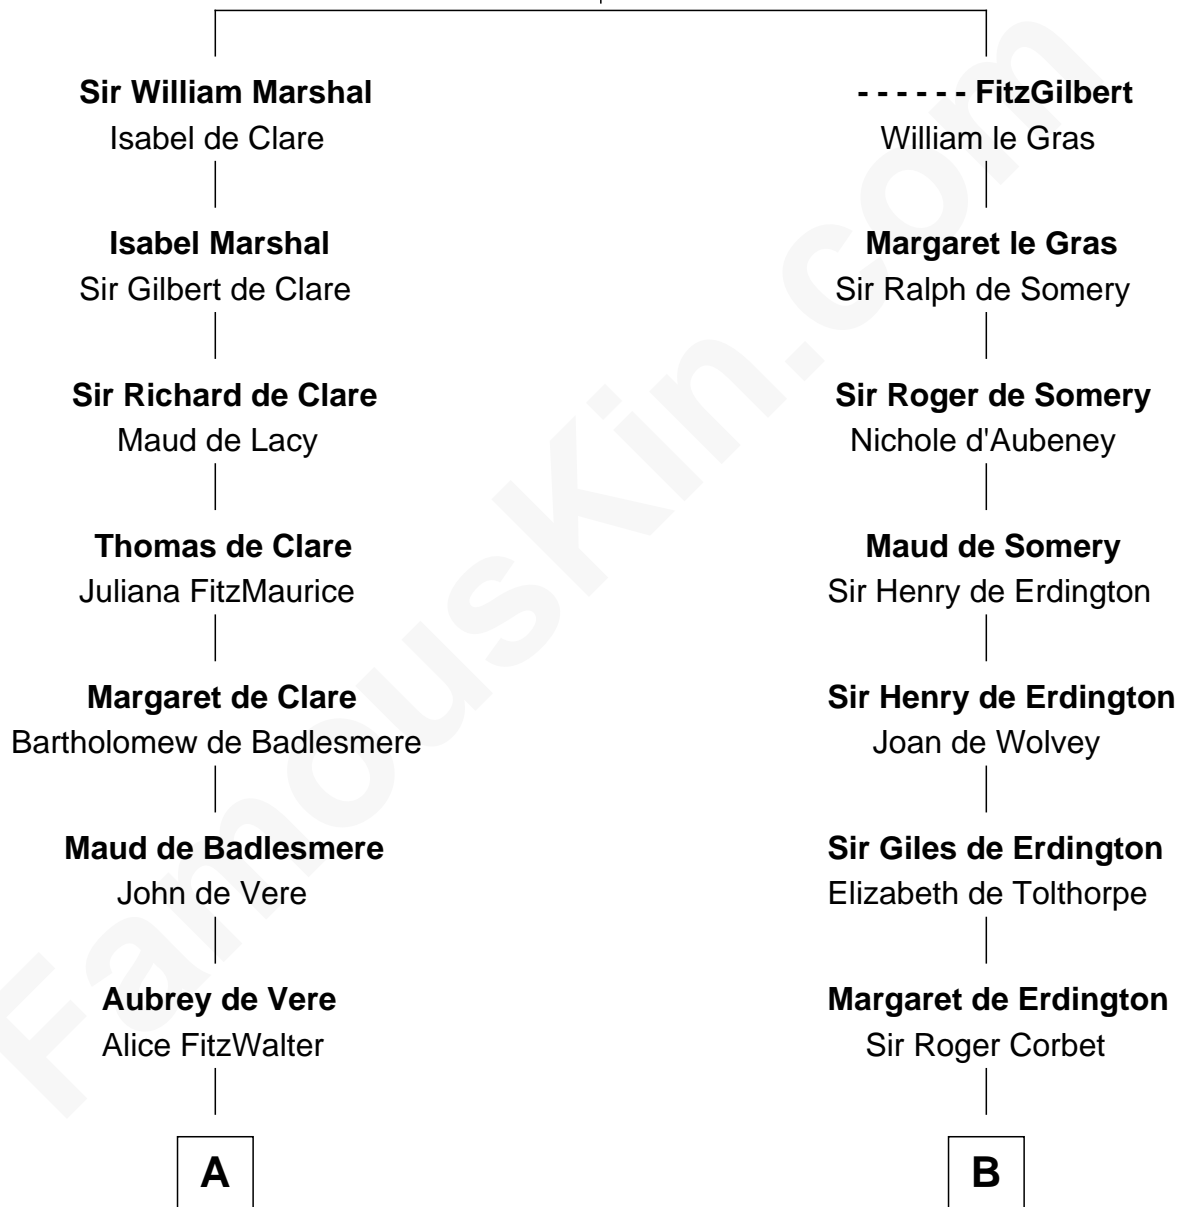 Sir William Marshal
Isabel de Clare
Isabel Marshal
Sir Gilbert de Clare
Sir Richard de Clare
Maud de Lacy
Thomas de Clare
Juliana FitzMaurice
Margaret de Clare
Bartholomew de Badlesmere
Maud de Badlesmere
John de Vere
Aubrey de Vere
Alice FitzWalter
A
- - - - - - FitzGilbert
William le Gras
Margaret le Gras
Sir Ralph de Somery
Sir Roger de Somery
Nichole d'Aubeney
Maud de Somery
Sir Henry de Erdington
Sir Henry de Erdington
Joan de Wolvey
Sir Giles de Erdington
Elizabeth de Tolthorpe
Margaret de Erdington
Sir Roger Corbet
B
FamousKin.com